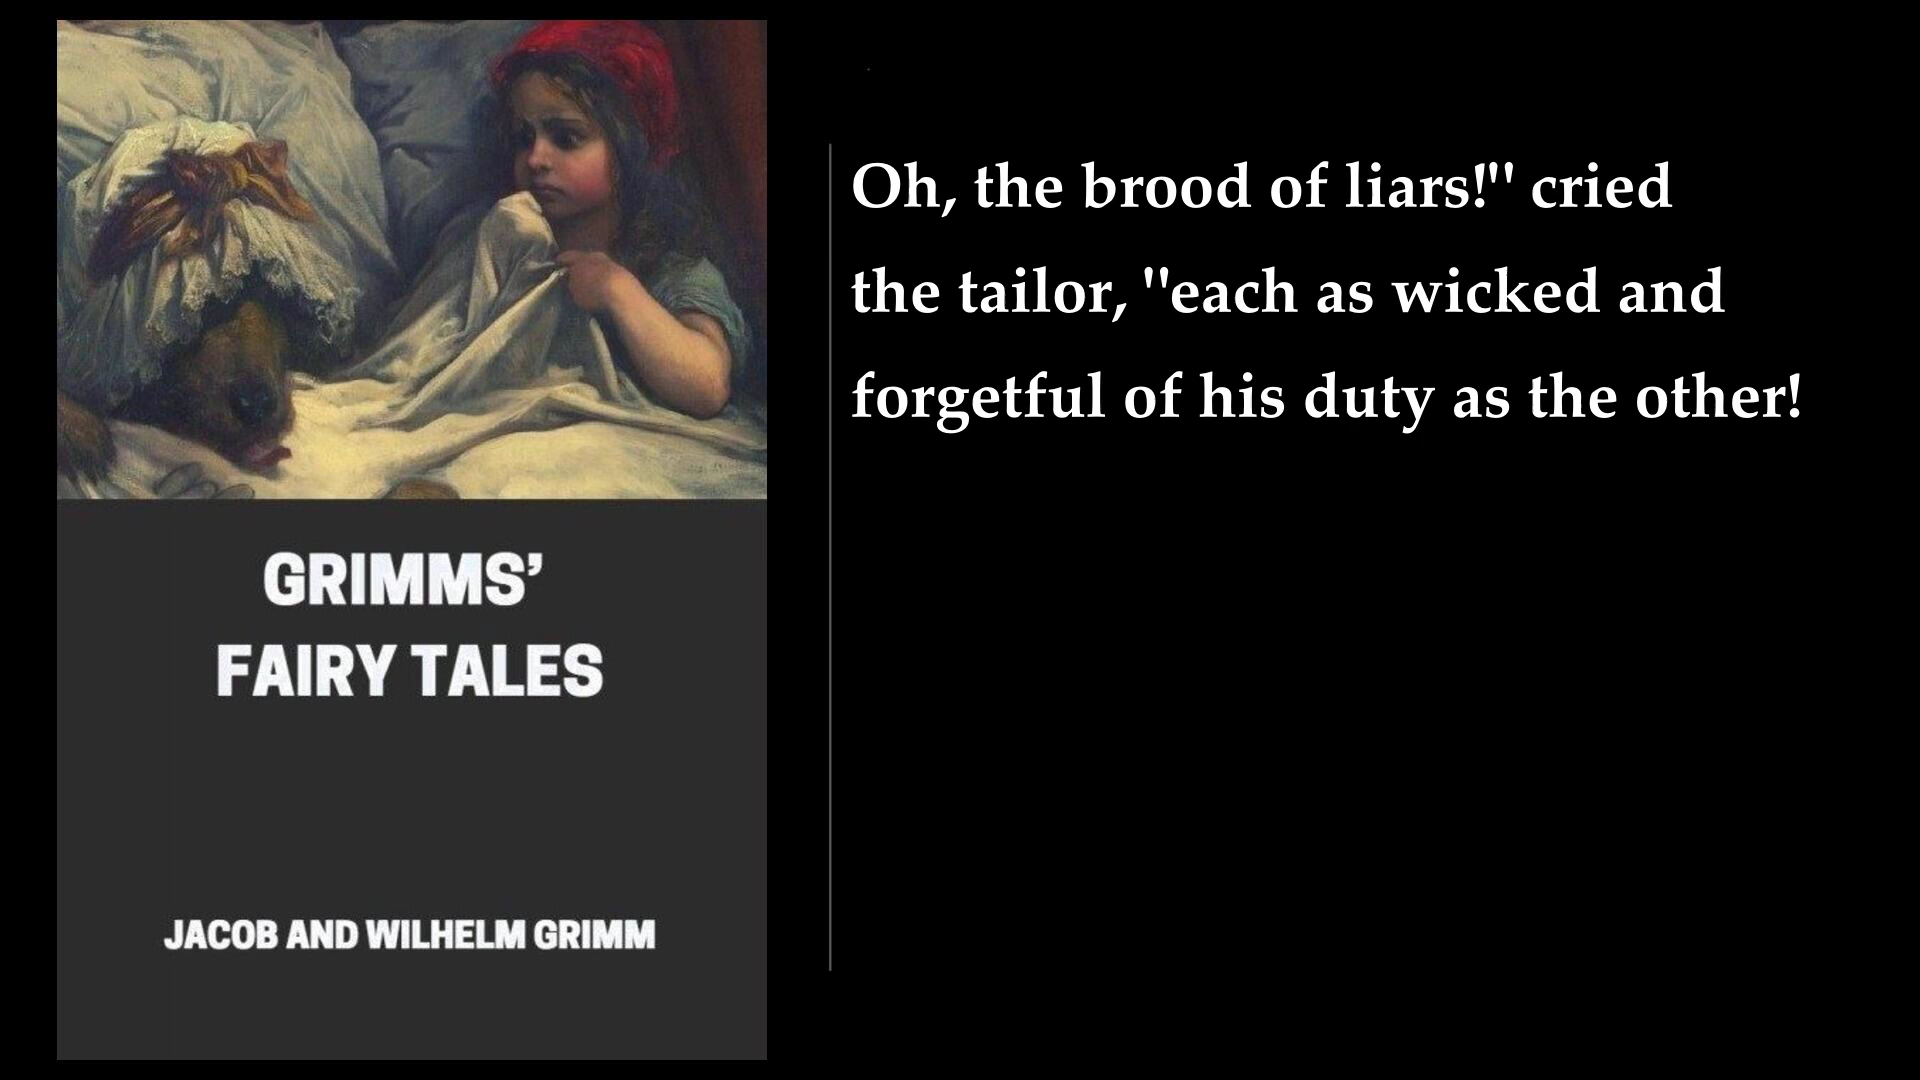 GRIMMS’
FAIRY TALES
JACOB AND WILHELM GRIMM
Oh, the brood of liars!" cried
the tailor, "each as wicked and
forgetful of his duty as the other!